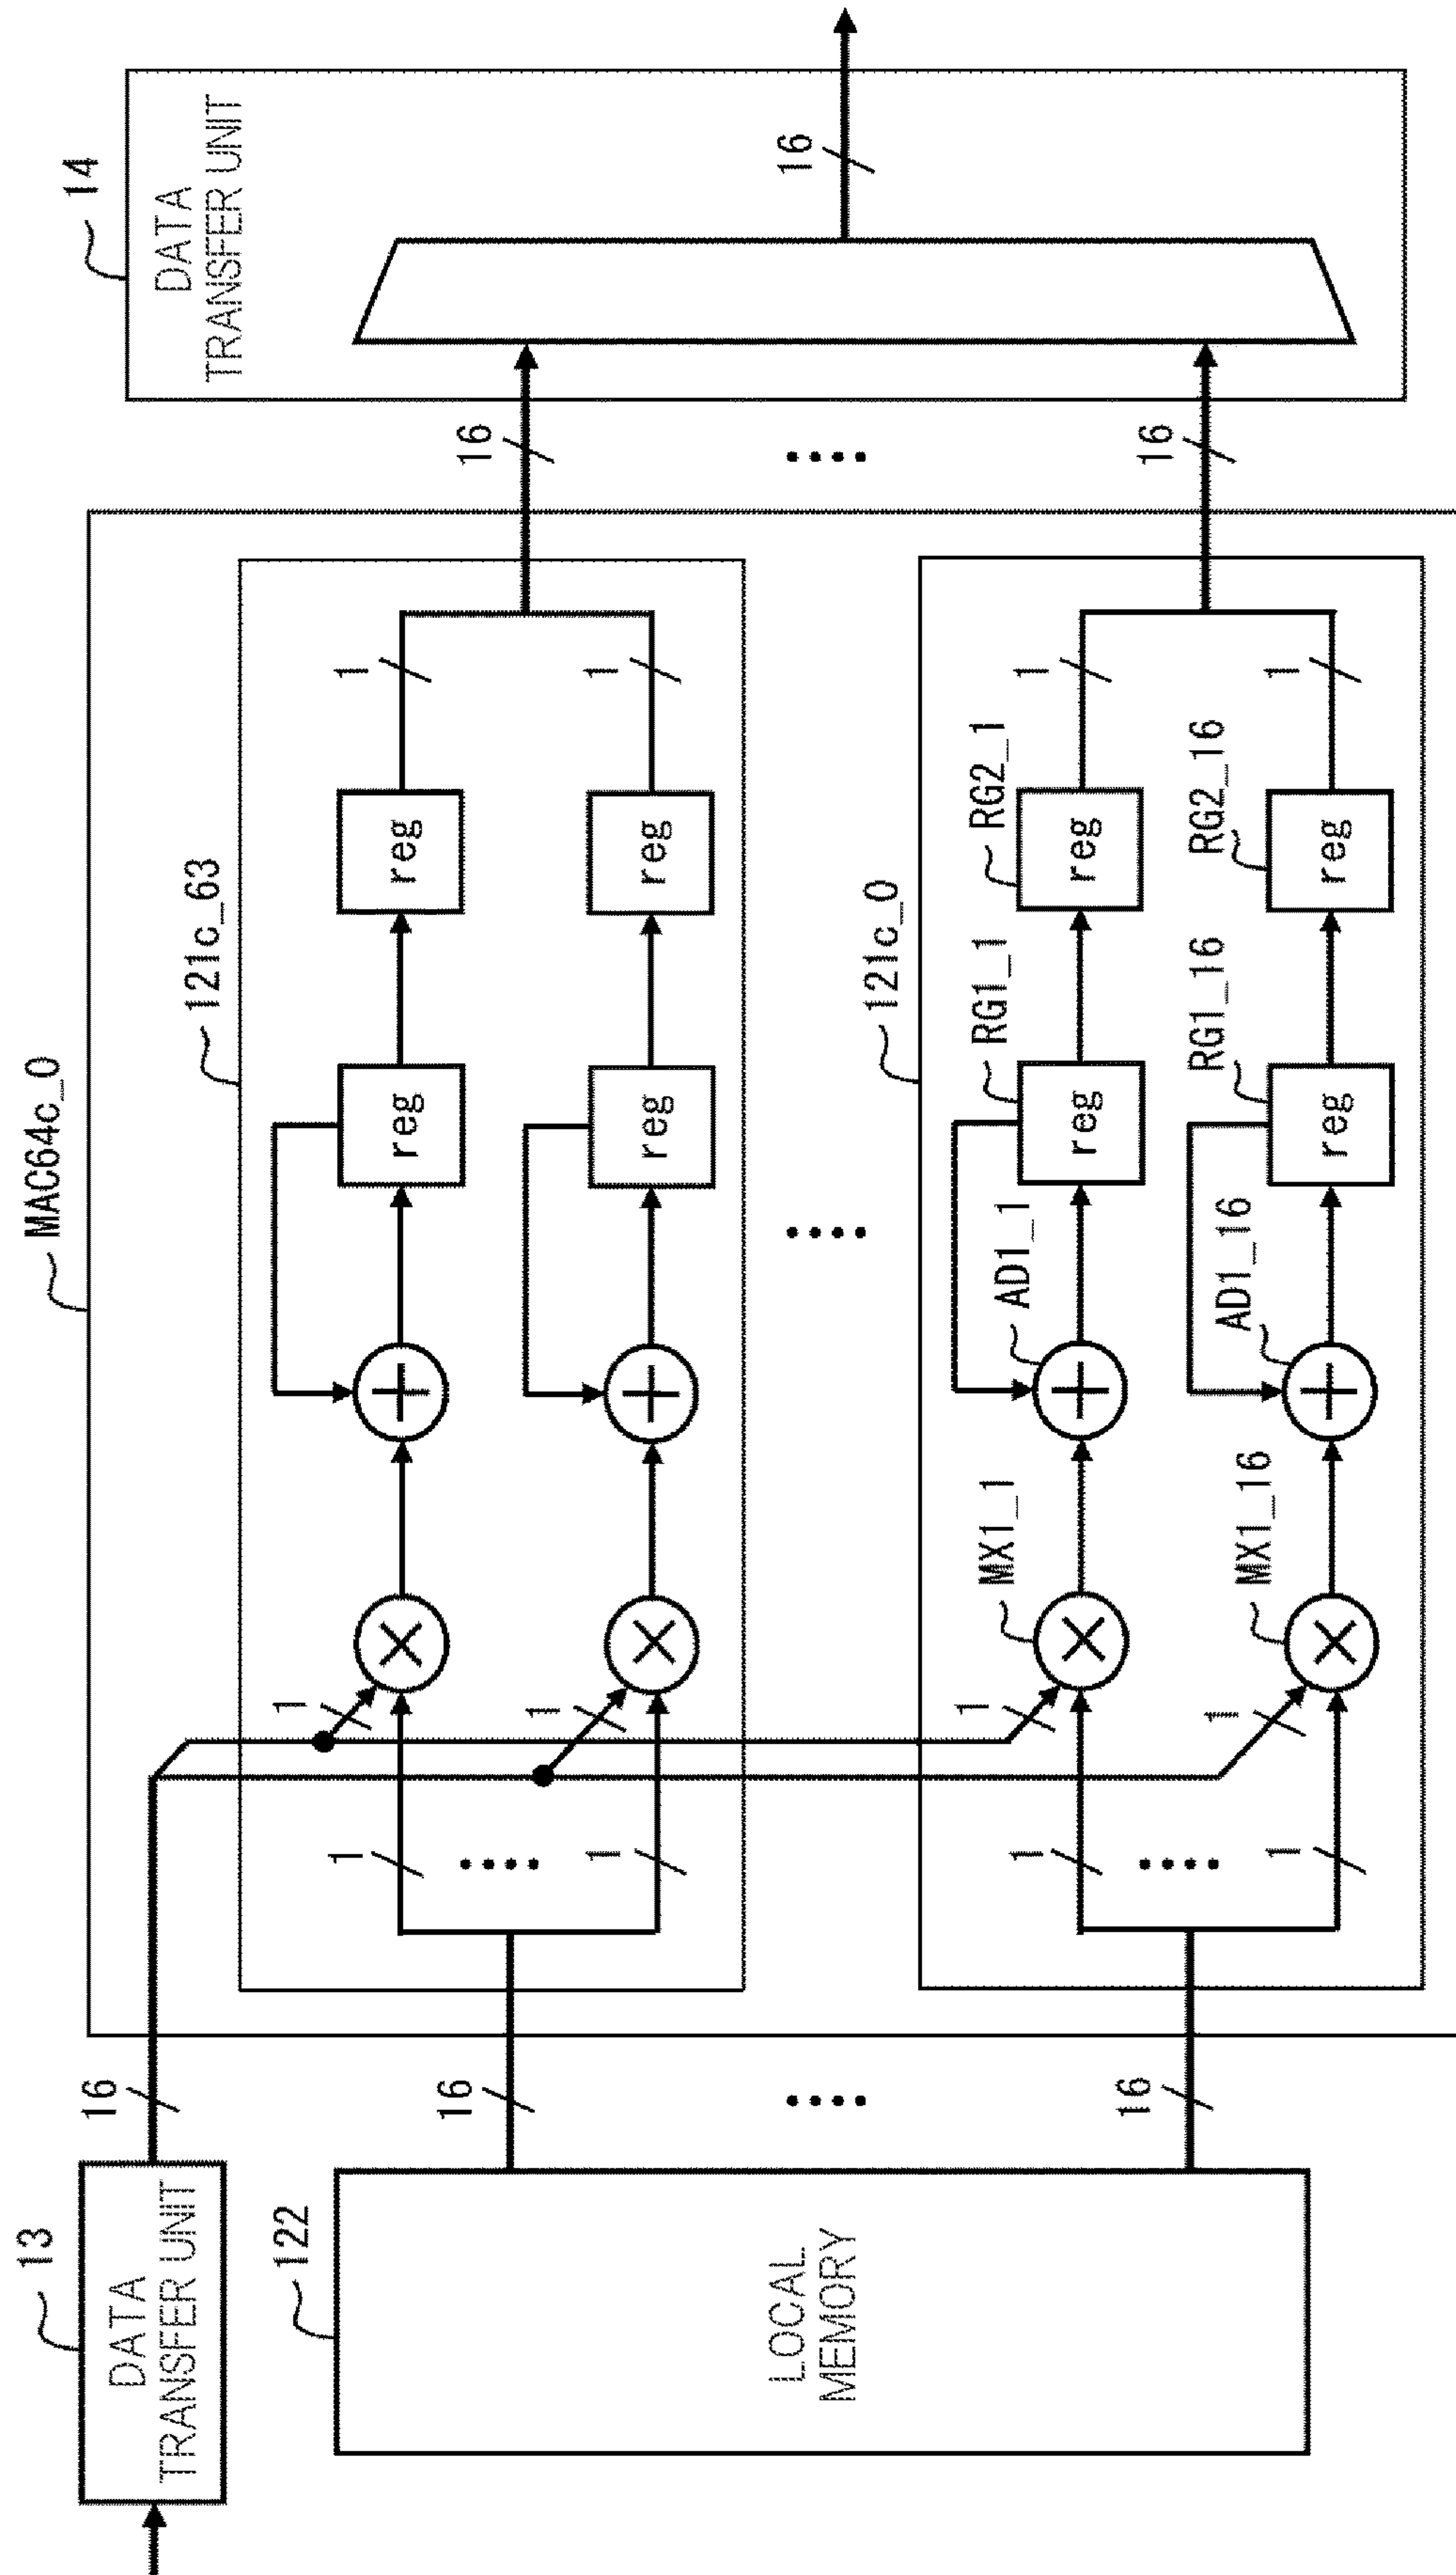 13
DATA
TRANSFER UNIT
16
MAC64c_0
14
DATA
TRANSFER UNIT
121c_63
122
LOCAL
MEMORY
1
1
1
reg
reg
16
16
1
1
1
reg
reg
16
121c_0
1
1
MX1_1
AD1_1
RG1_1
RG2_1
1
reg
reg
16
16
1
1
MX1_16
AD1_16
RG1_16
RG2_16
1
reg
reg